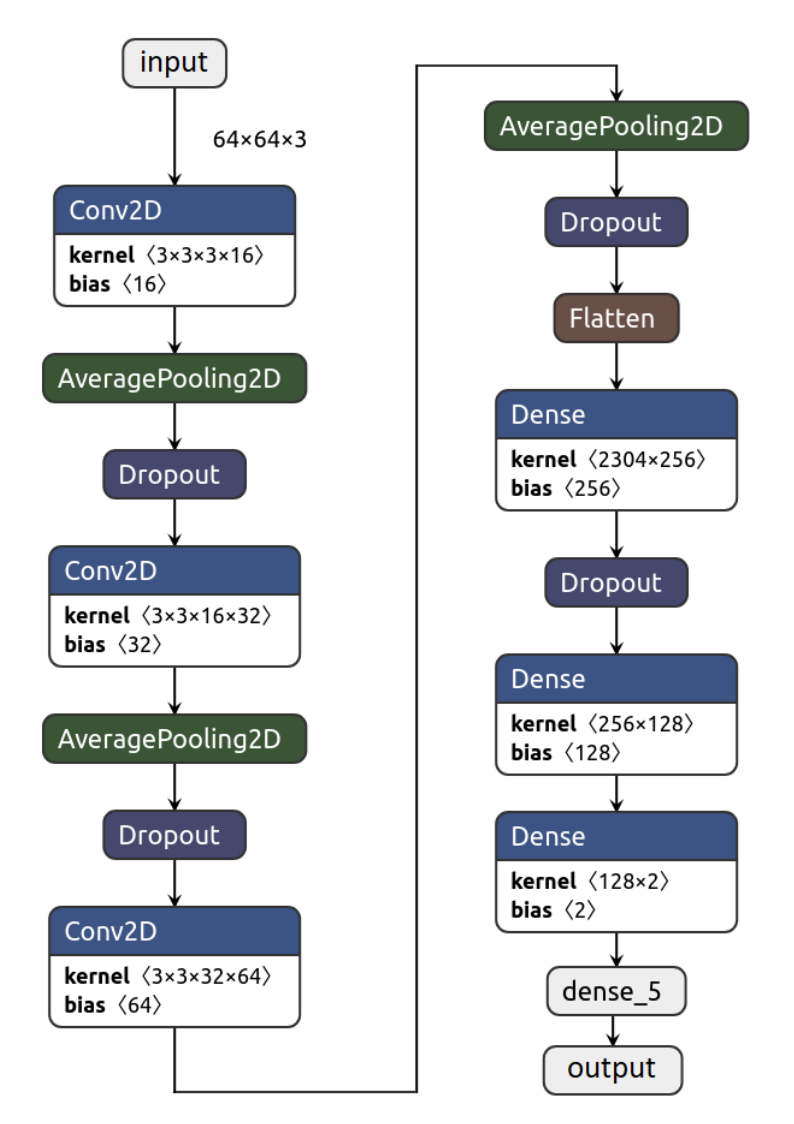 input
64×64×3
Conv2D
kernel 〈3×3×3×16〉
bias 〈16〉
AveragePooling2D
Dropout
Conv2D
kernel 〈3×3×16×32〉
bias 〈32〉
AveragePooling2D
Dropout
Conv2D
kernel 〈3×3×32×64〉
bias 〈64〉
AveragePooling2D
Dropout
Flatten
Dense
kernel 〈2304×256〉
bias 〈256〉
Dropout
Dense
kernel 〈256×128〉
bias 〈128〉
Dense
kernel 〈128×2〉
bias 〈2〉
dense_5
output